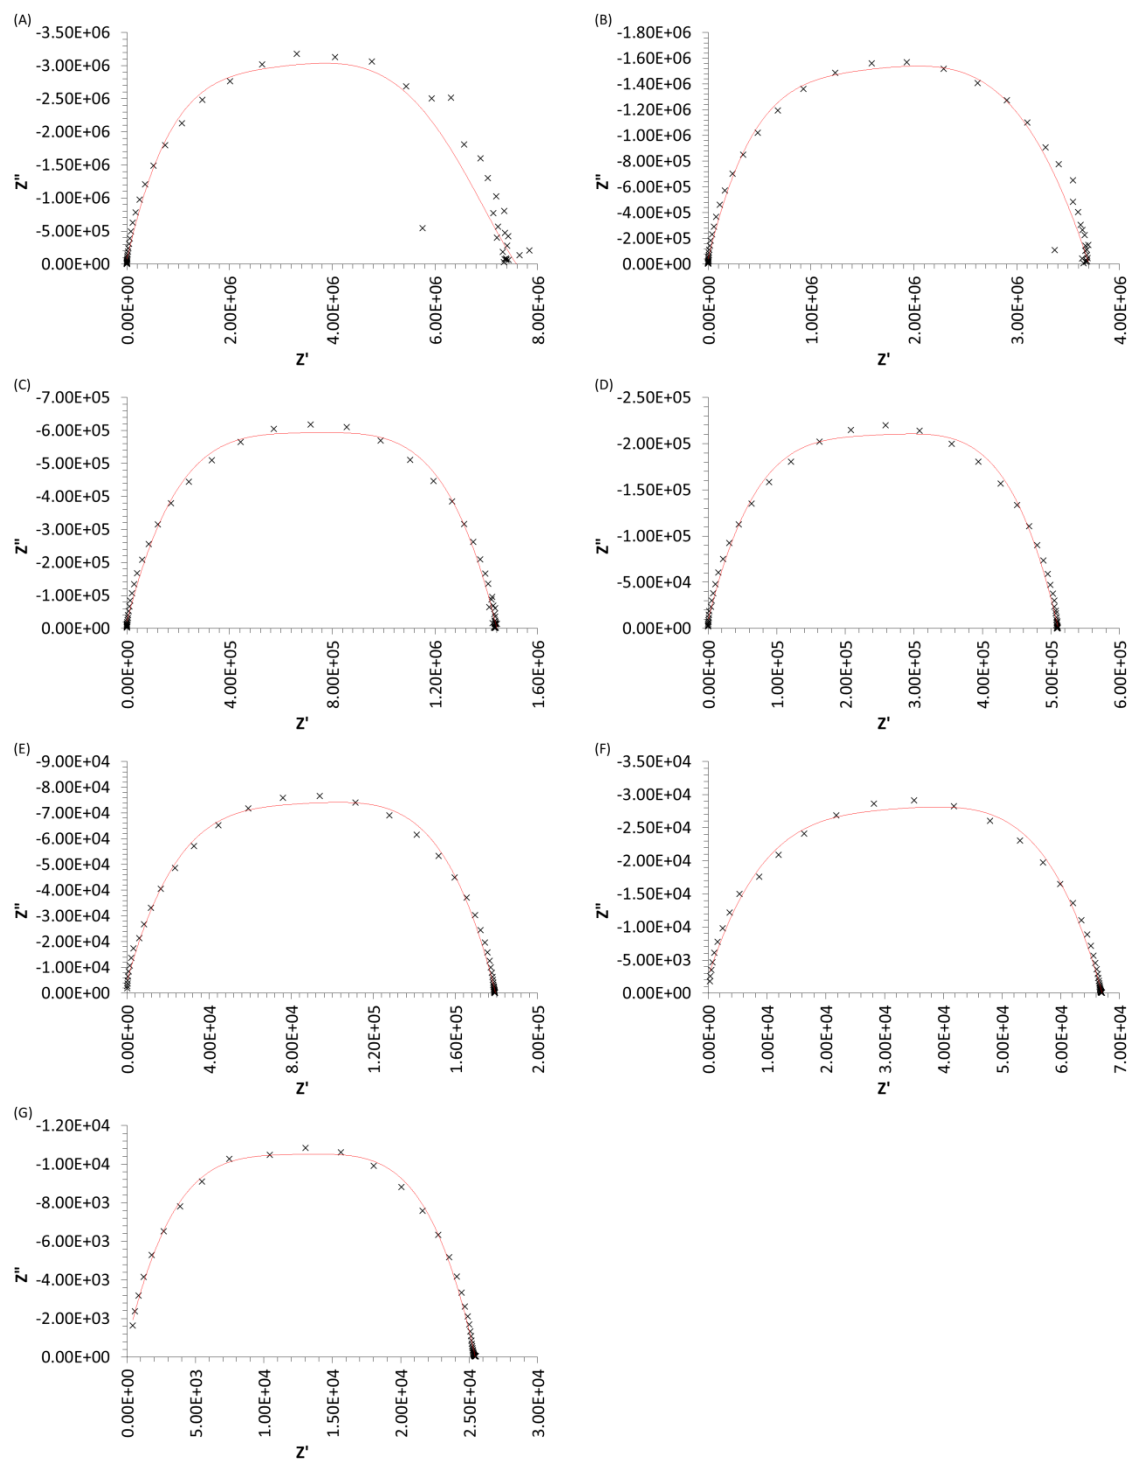 (A)
-3.50E+06
-3.00E+06
-2.50E+06
-2.00E+06
-1.50E+06
-1.00E+06
-5.00E+05
0.00E+00
Z"
0.00E+00
2.00E+06
4.00E+06
6.00E+06
8.00E+06
Z'
(B)
-1.80E+06
-1.60E+06
-1.40E+06
-1.20E+06
-1.00E+06
-8.00E+05
-6.00E+05
-4.00E+05
-2.00E+05
0.00E+00
Z"
0.00E+00
1.00E+06
2.00E+06
3.00E+06
4.00E+06
Z'
(C)
-7.00E+05
-6.00E+05
-5.00E+05
-4.00E+05
-3.00E+05
-2.00E+05
-1.00E+05
0.00E+00
Z"
0.00E+00
4.00E+05
8.00E+05
1.20E+06
1.60E+06
Z'
(D)
-2.50E+05
-2.00E+05
-1.50E+05
-1.00E+05
-5.00E+04
0.00E+00
Z"
0.00E+00
1.00E+05
2.00E+05
3.00E+05
4.00E+05
5.00E+05
6.00E+05
Z'
(E)
-9.00E+04
-8.00E+04
-7.00E+04
-6.00E+04
-5.00E+04
-4.00E+04
-3.00E+04
-2.00E+04
-1.00E+04
0.00E+00
Z"
0.00E+00
4.00E+04
8.00E+04
1.20E+05
1.60E+05
2.00E+05
Z'
(F)
-3.50E+04
-3.00E+04
-2.50E+04
-2.00E+04
-1.50E+04
-1.00E+04
-5.00E+03
0.00E+00
Z"
0.00E+00
1.00E+04
2.00E+04
3.00E+04
4.00E+04
5.00E+04
6.00E+04
7.00E+04
Z'
(G)
-1.20E+04
-1.00E+04
-8.00E+03
-6.00E+03
-4.00E+03
-2.00E+03
0.00E+00
Z"
0.00E+00
5.00E+03
1.00E+04
1.50E+04
2.00E+04
2.50E+04
3.00E+04
Z'